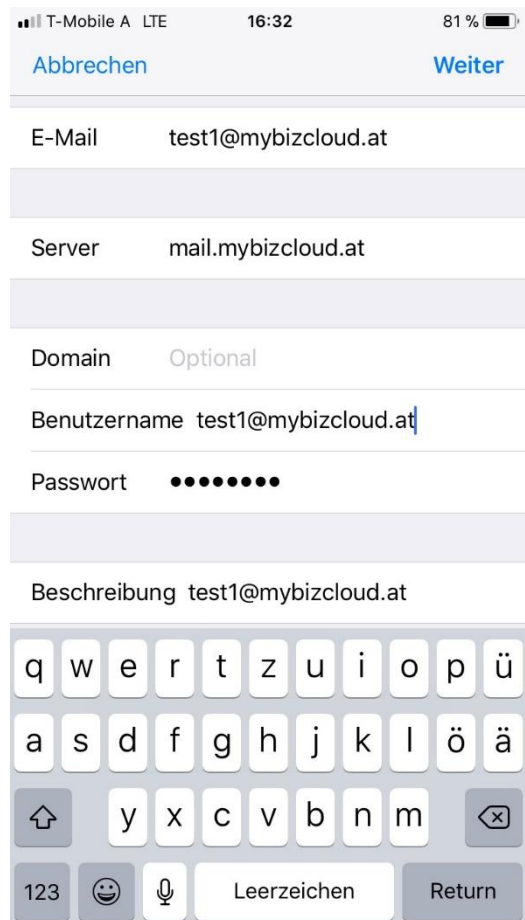 T-Mobile A LTE 16:32 81 %
Abbrechen Weiter
E-Mail test1@mybizcloud.at
Server mail.mybizcloud.at
Domain Optional
Benutzername test1@mybizcloud.at
Passwort ●●●●●●●●
Beschreibung test1@mybizcloud.at
q w e r t z u i o p ü
a s d f g h j k l ö ä
y x c v b n m
123 Leerzeichen Return